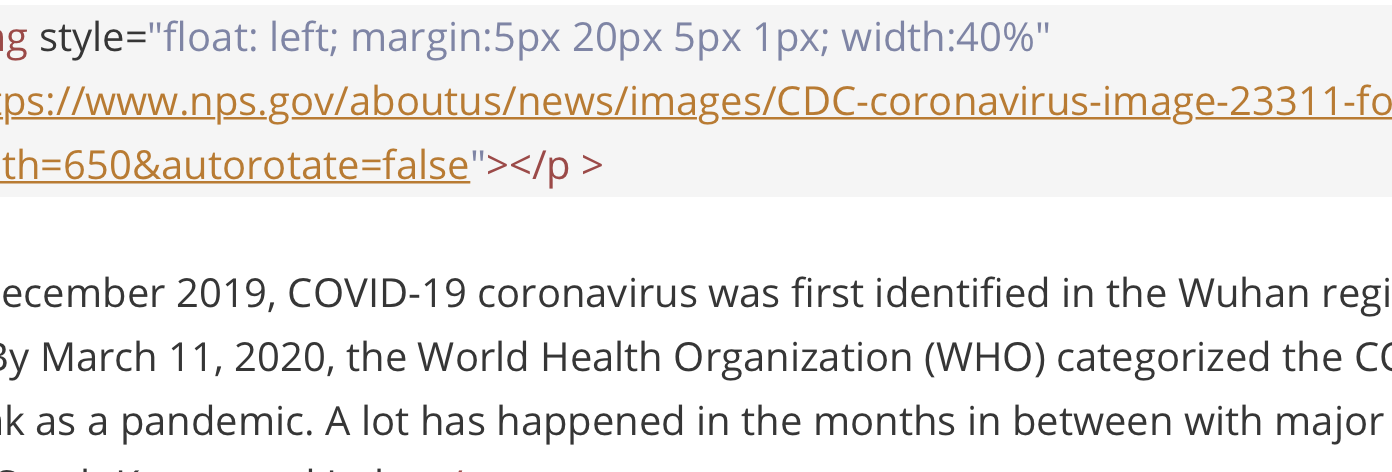 ng style="float: left; margin:5px 20px 5px 1px; width:40%"
tps://www.nps.gov/aboutus/news/images/CDC-coronavirus-image-23311-fo
th=650&autorotate=false"></p >
ecember 2019, COVID-19 coronavirus was first identified in the Wuhan regi
By March 11, 2020, the World Health Organization (WHO) categorized the CO
k as a pandemic. A lot has happened in the months in between with major